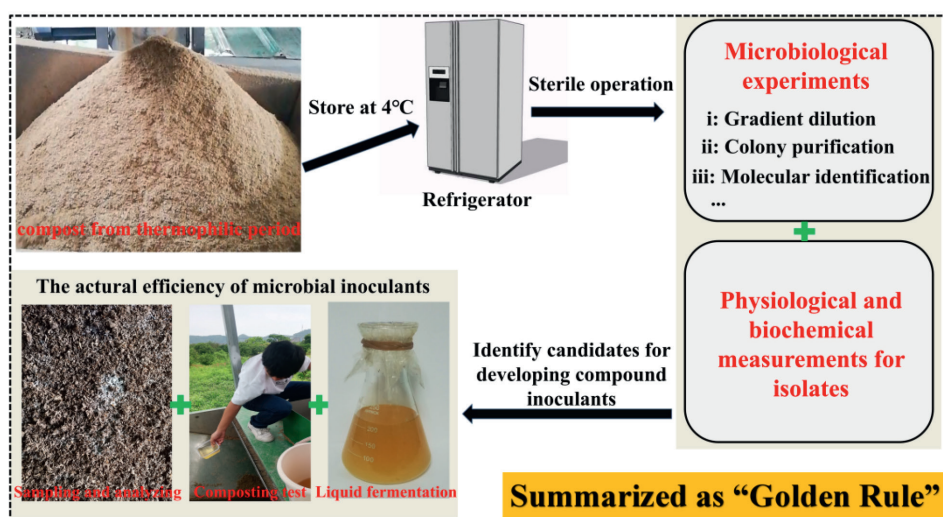 compost from thermophilic period
Store at 4℃
Refrigerator
Sterile operation
Microbiological
experiments
i: Gradient dilution
ii: Colony purification
iii: Molecular identification
...
Physiological and
biochemical
measurements for
isolates
Identify candidates for
developing compound
inoculants
The actural efficiency of microbial inoculants
Sampling and analyzing
Composting test
Liquid fermentation
Summarized as “Golden Rule”